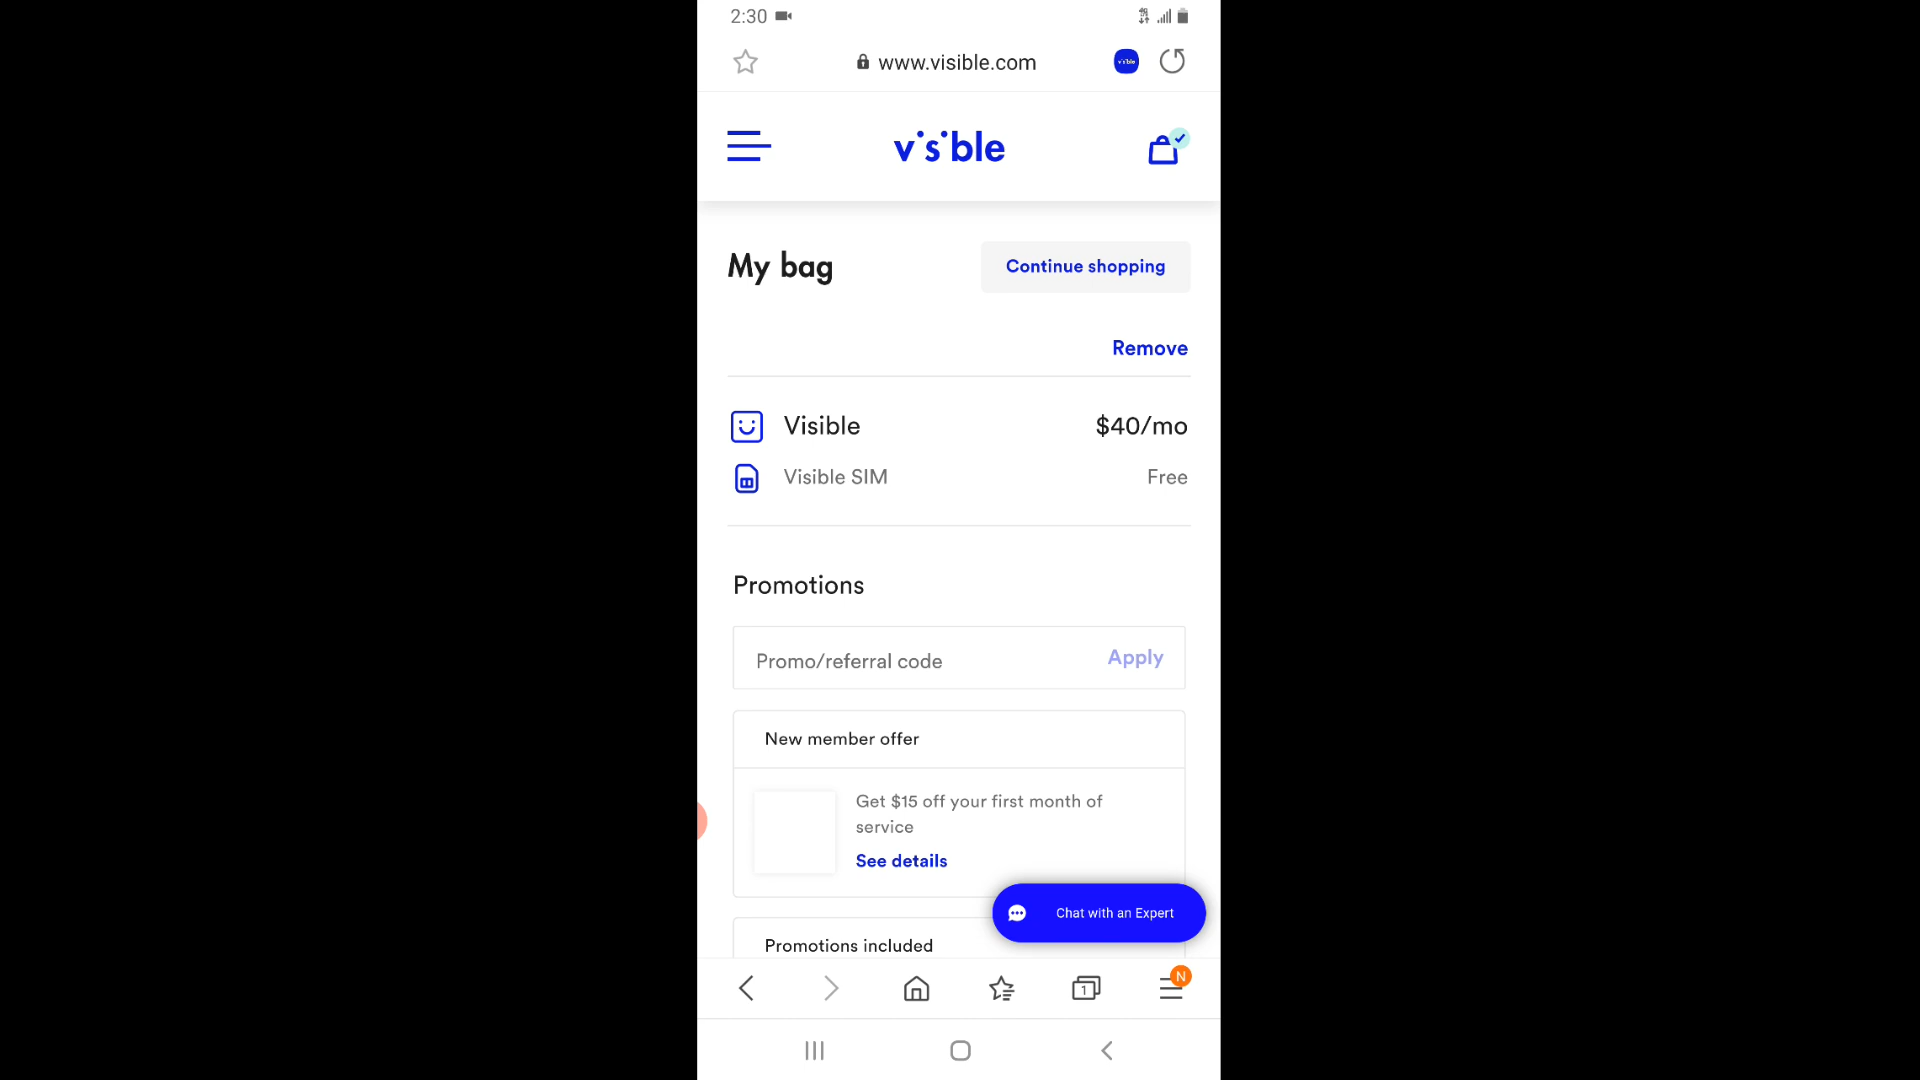 2:30
www.visible.com
visible
My bag
Continue shopping
Remove
Visible $40/mo
Visible SIM Free
Promotions
Promo/referral code Apply
New member offer
Get $15 off your first month of
service
See details
Chat with an Expert
Promotions included
1
N